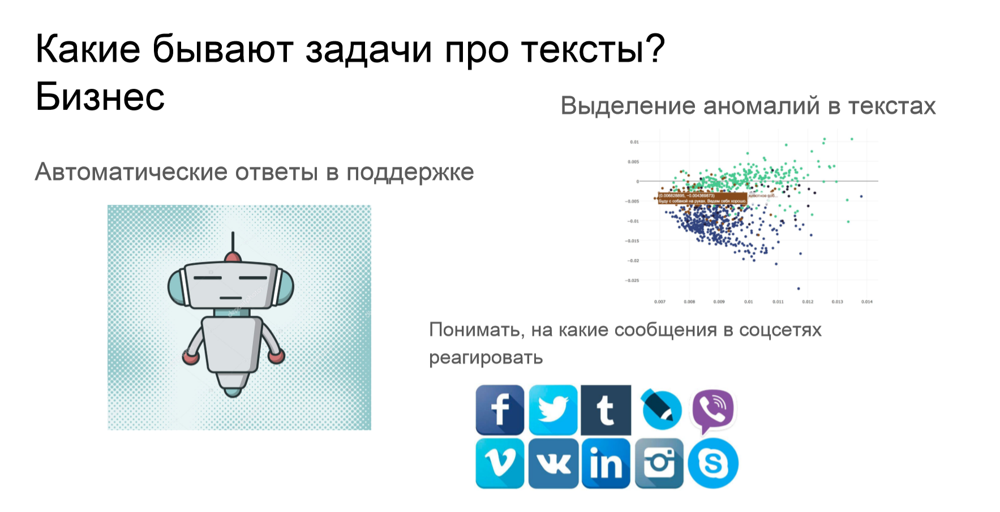 Какие бывают задачи про тексты?
Бизнес
Выделение аномалий в текстах
Автоматические ответы в поддержке
0.01
0.005
0
−0.005
−0.01
−0.015
−0.02
−0.025
(0.006828895, −0.004369873)
Буду с собакой на руках. Ведем себя хорошо.
животное
0.007 0.008 0.009 0.01 0.011 0.012 0.013 0.014
Понимать, на какие сообщения в соцсетях
реагировать
f t
v in S
depositphotos